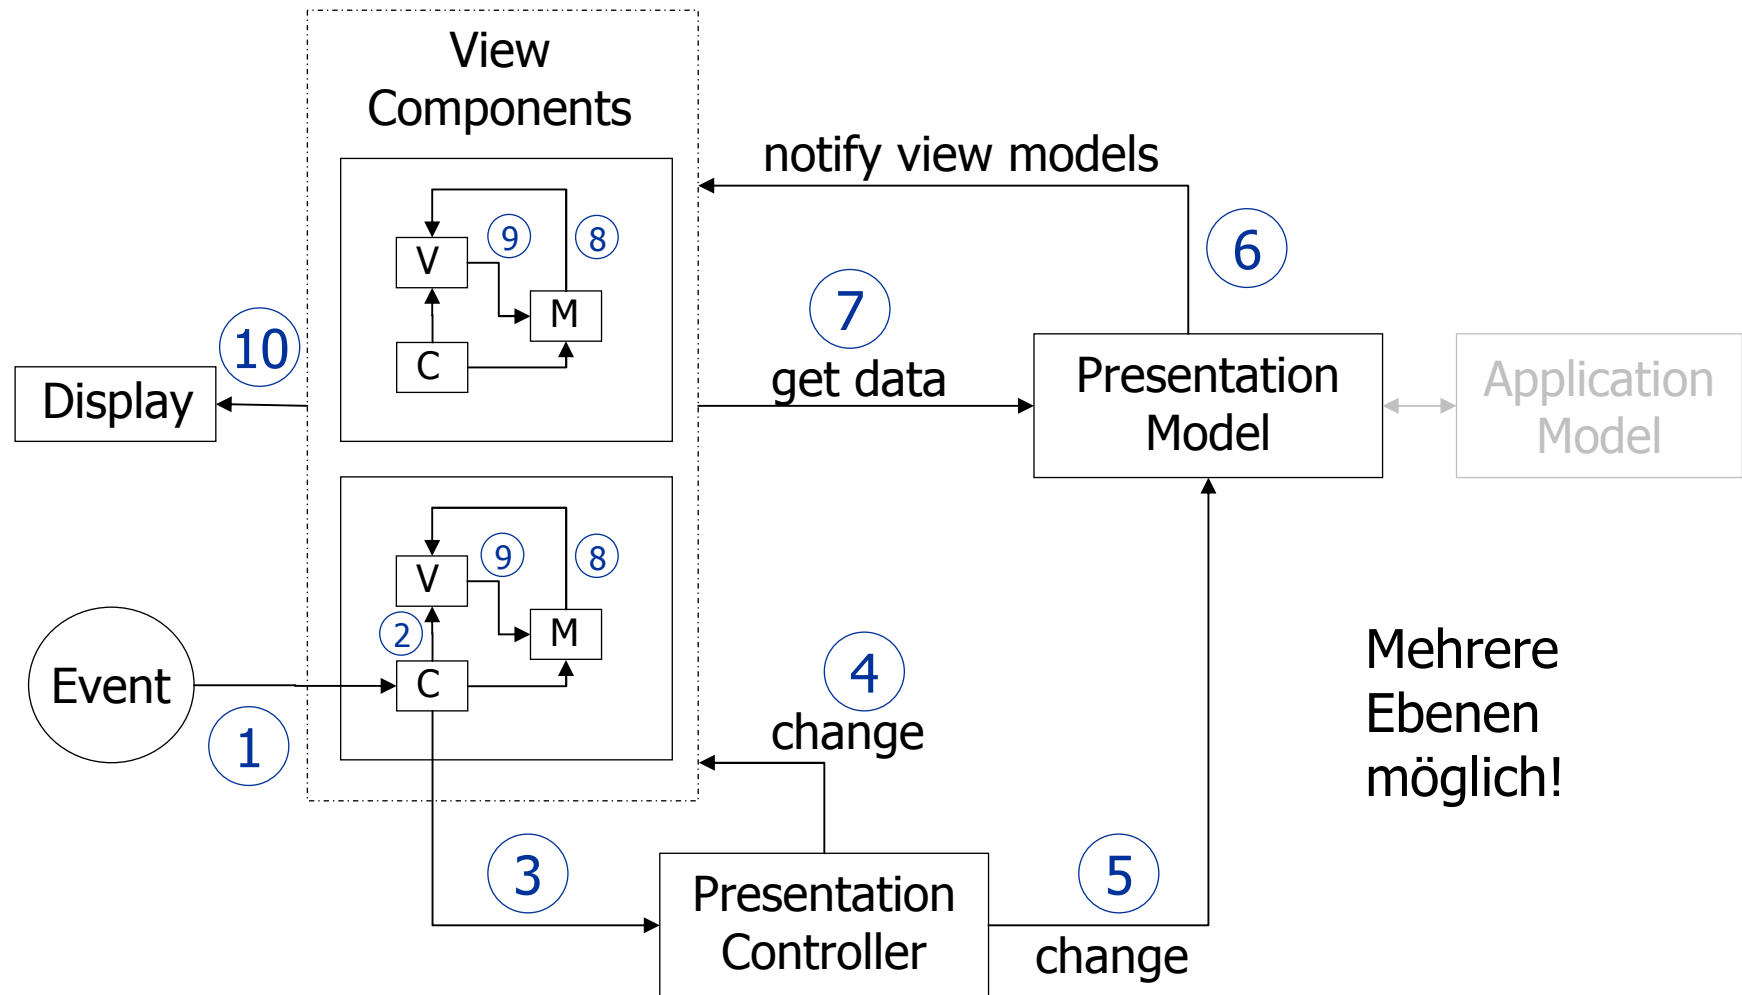 View
Components
notify view models
V
9
8
M
C
6
7
10
get data
Display
Presentation
Model
Application
Model
V
9
8
2
M
C
Event
1
4
change
Mehrere
Ebenen
möglich!
3
Presentation
Controller
5
change